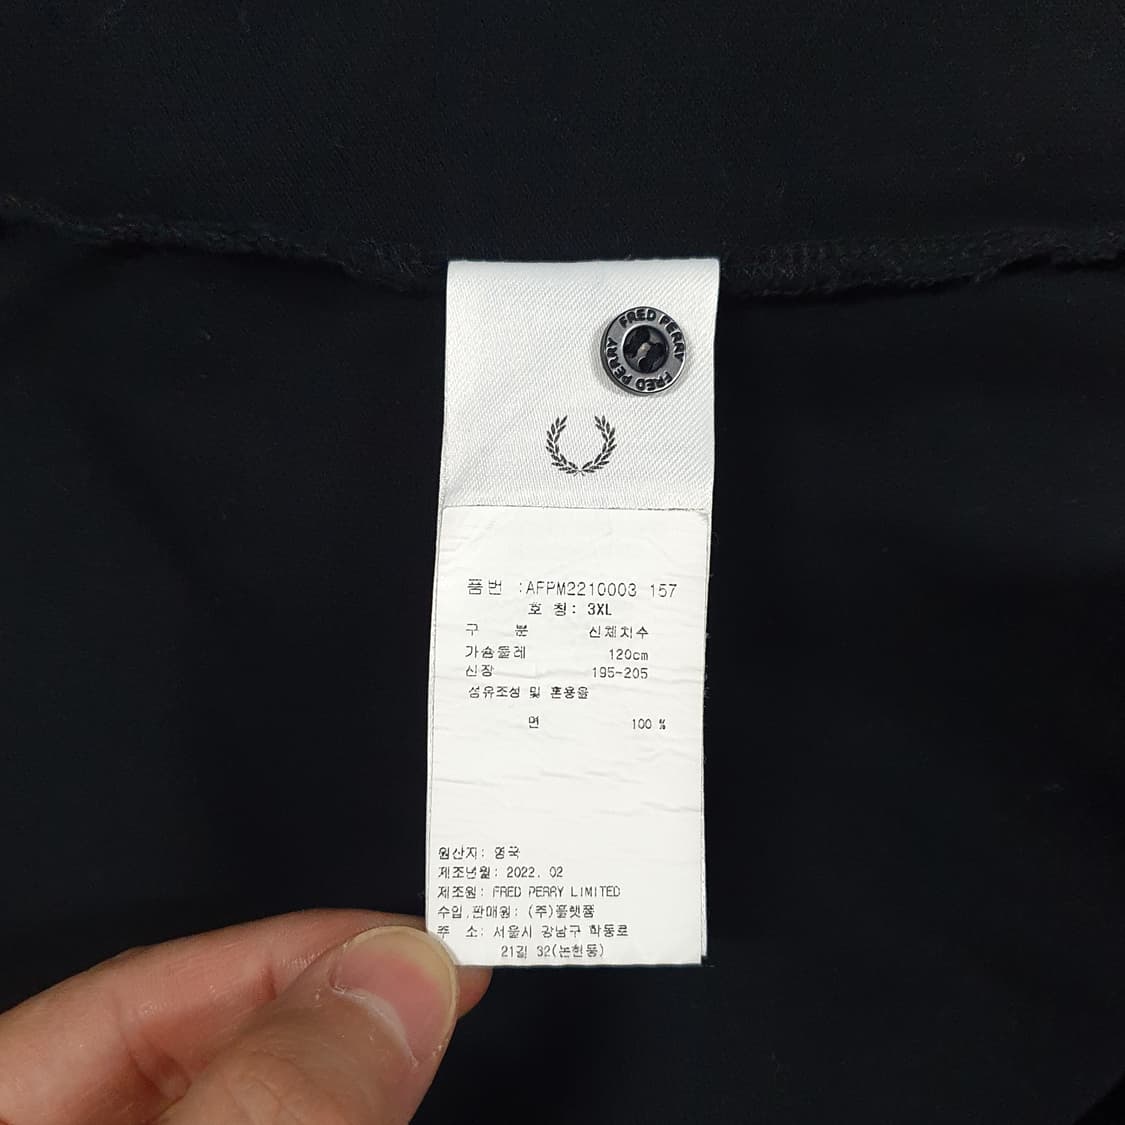 FRED PERRY FRED PERRY
품번 :AFPM2210003 157
호 칭: 3XL
구 분 신체치수
가슴둘레 120cm
신장 195-205
섬유조성 및 혼용율
면 100 %
원산지: 영국
제조년월: 2022. 02
제조원: FRED PERRY LIMITED
수입,판매원: (주)플랫폼
주 소: 서울시 강남구 학동로
21길 32(논현동)